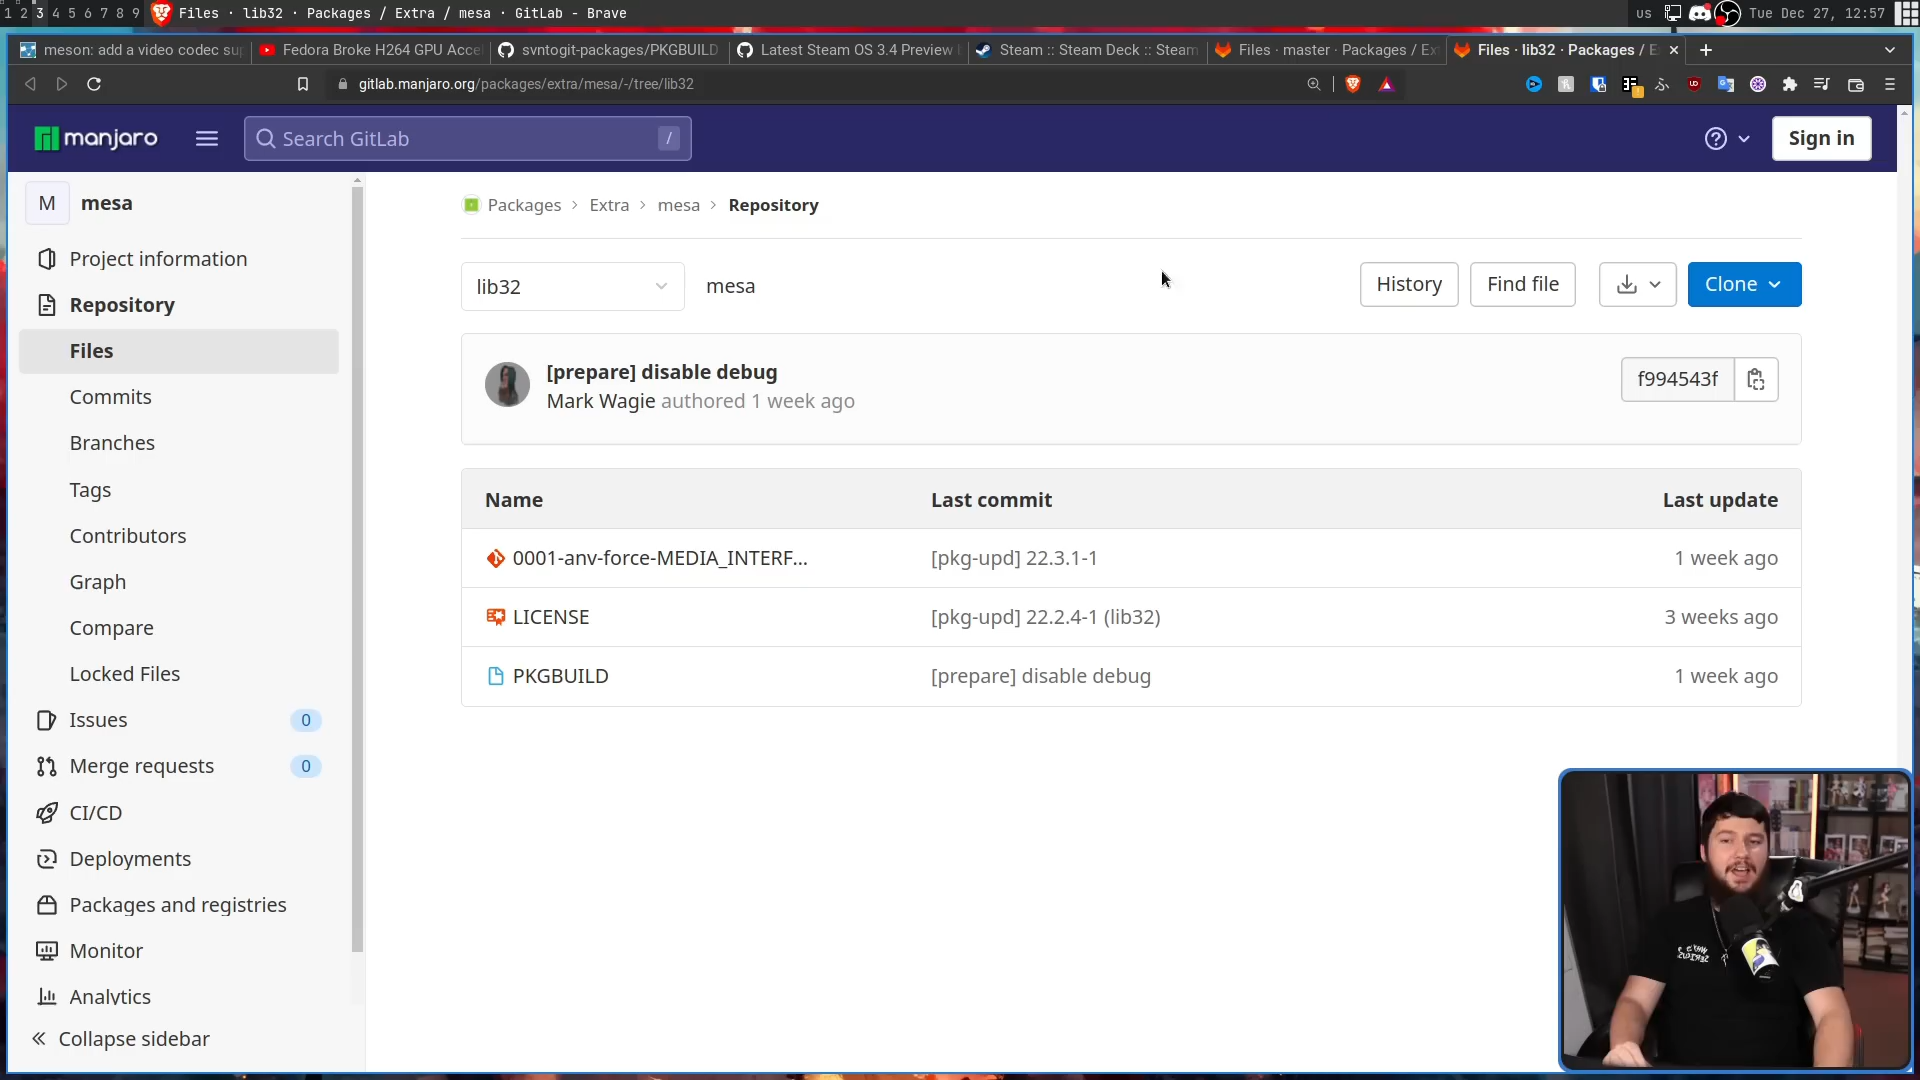 1 2 3 4 5 6 7 8 9 Files · lib32 · Packages / Extra / mesa · GitLab - Brave us Tue Dec 27, 12:57
meson: add a video codec sup Fedora Broke H264 GPU Acce svntogit-packages/PKGBUILD Latest Steam OS 3.4 Preview Steam :: Steam Deck :: Steam Files · master · Packages / Ex Files · lib32 · Packages / E
gitlab.manjaro.org/packages/extra/mesa/-/tree/lib32
manjaro Search GitLab / Sign in
M mesa
Project information
Repository
Files
Commits
Branches
Tags
Contributors
Graph
Compare
Locked Files
Issues 0
Merge requests 0
CI/CD
Deployments
Packages and registries
Monitor
Analytics
Collapse sidebar
Packages > Extra > mesa > Repository
lib32 mesa History Find file Clone
[prepare] disable debug
Mark Wagie authored 1 week ago
f994543f
Name Last commit Last update
0001-anv-force-MEDIA_INTERF... [pkg-upd] 22.3.1-1 1 week ago
LICENSE [pkg-upd] 22.2.4-1 (lib32) 3 weeks ago
PKGBUILD [prepare] disable debug 1 week ago